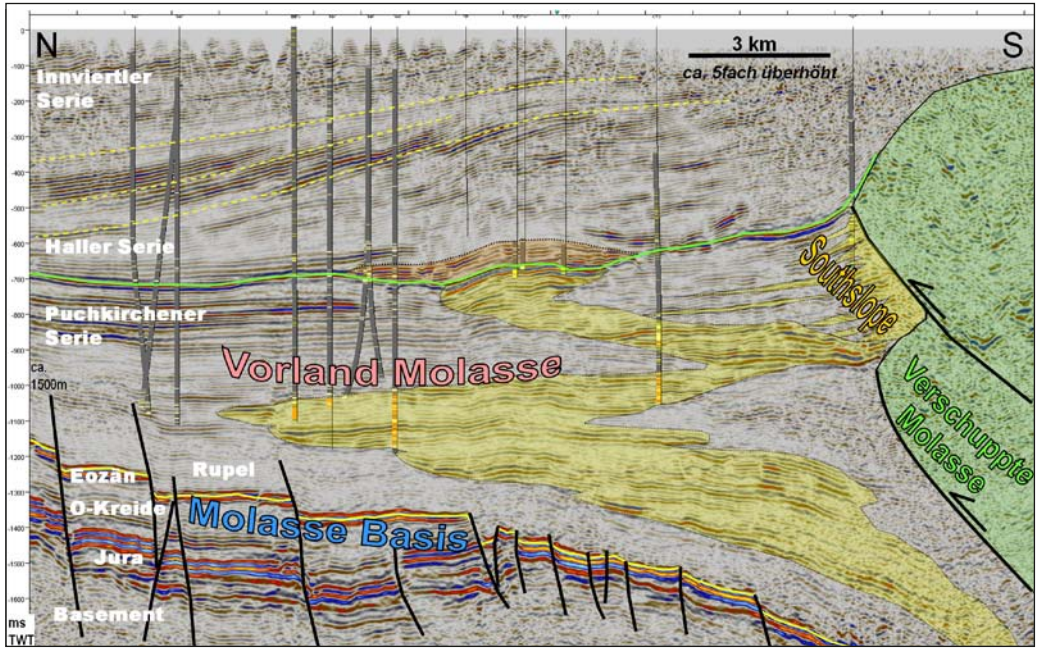 0
N
3 km
S
ca. 5fach überhöht
Innviertler
Serie
-100
-200
-300
-400
-500
-600
Haller Serie
Southslope
-700
Puchkirchener
Serie
-800
-900
Vorland Molasse
ca.
1500m
-1000
Verschuppte
Molasse
-1100
-1200
Eozän
Rupel
-1300
O-Kreide
Molasse Basis
-1400
Jura
-1500
-1600
Basement
ms
TWT